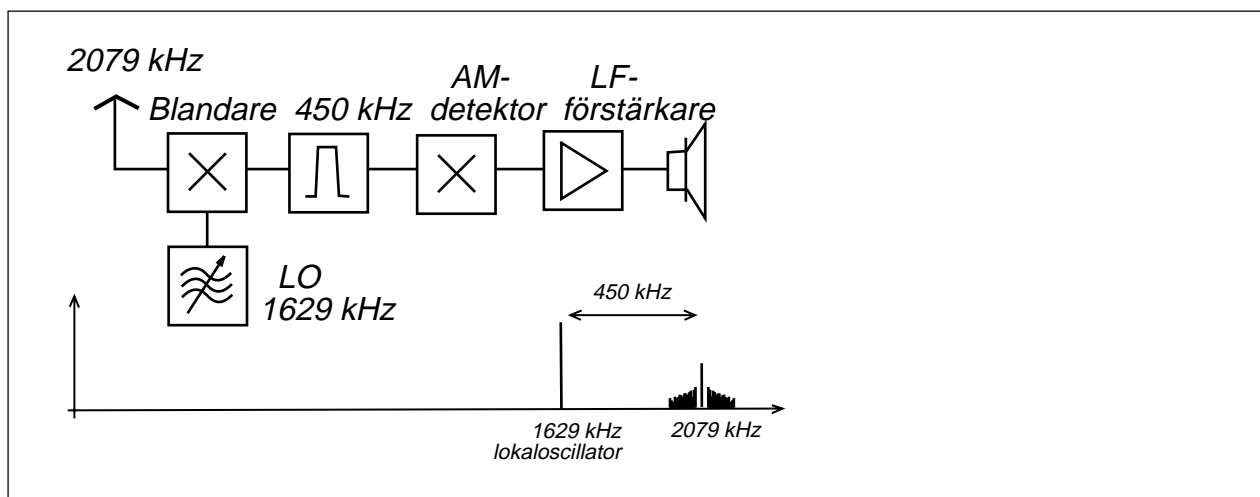 2079 kHz
AM-
LF-
Blandare
450 kHz
detektor
förstärkare
LO
1629 kHz
450 kHz
1629 kHz
2079 kHz
lokaloscillator